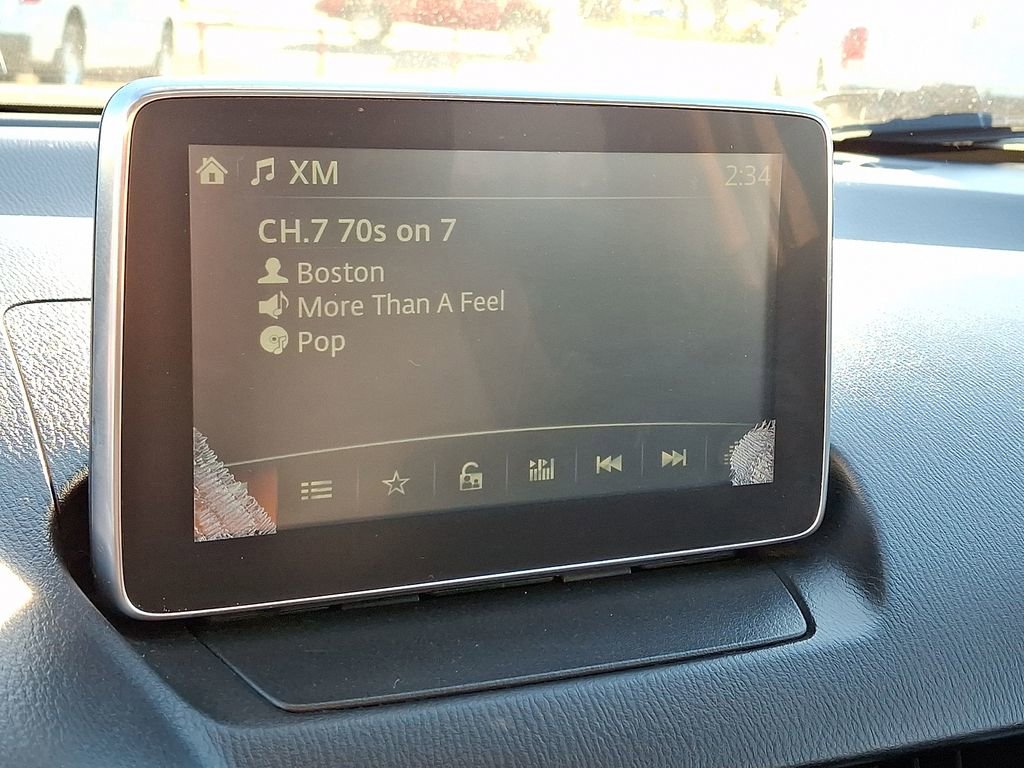 XM 2:34
CH.7 70s on 7
Boston
More Than A Feel
Pop